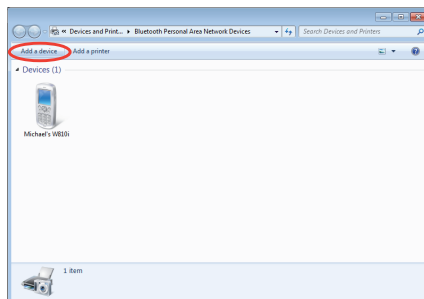 « Devices and Print... ▸ Bluetooth Personal Area Network Devices
Search Devices and Printers
Add a device
Add a printer
Devices (1)
Michael's W810i
1 item